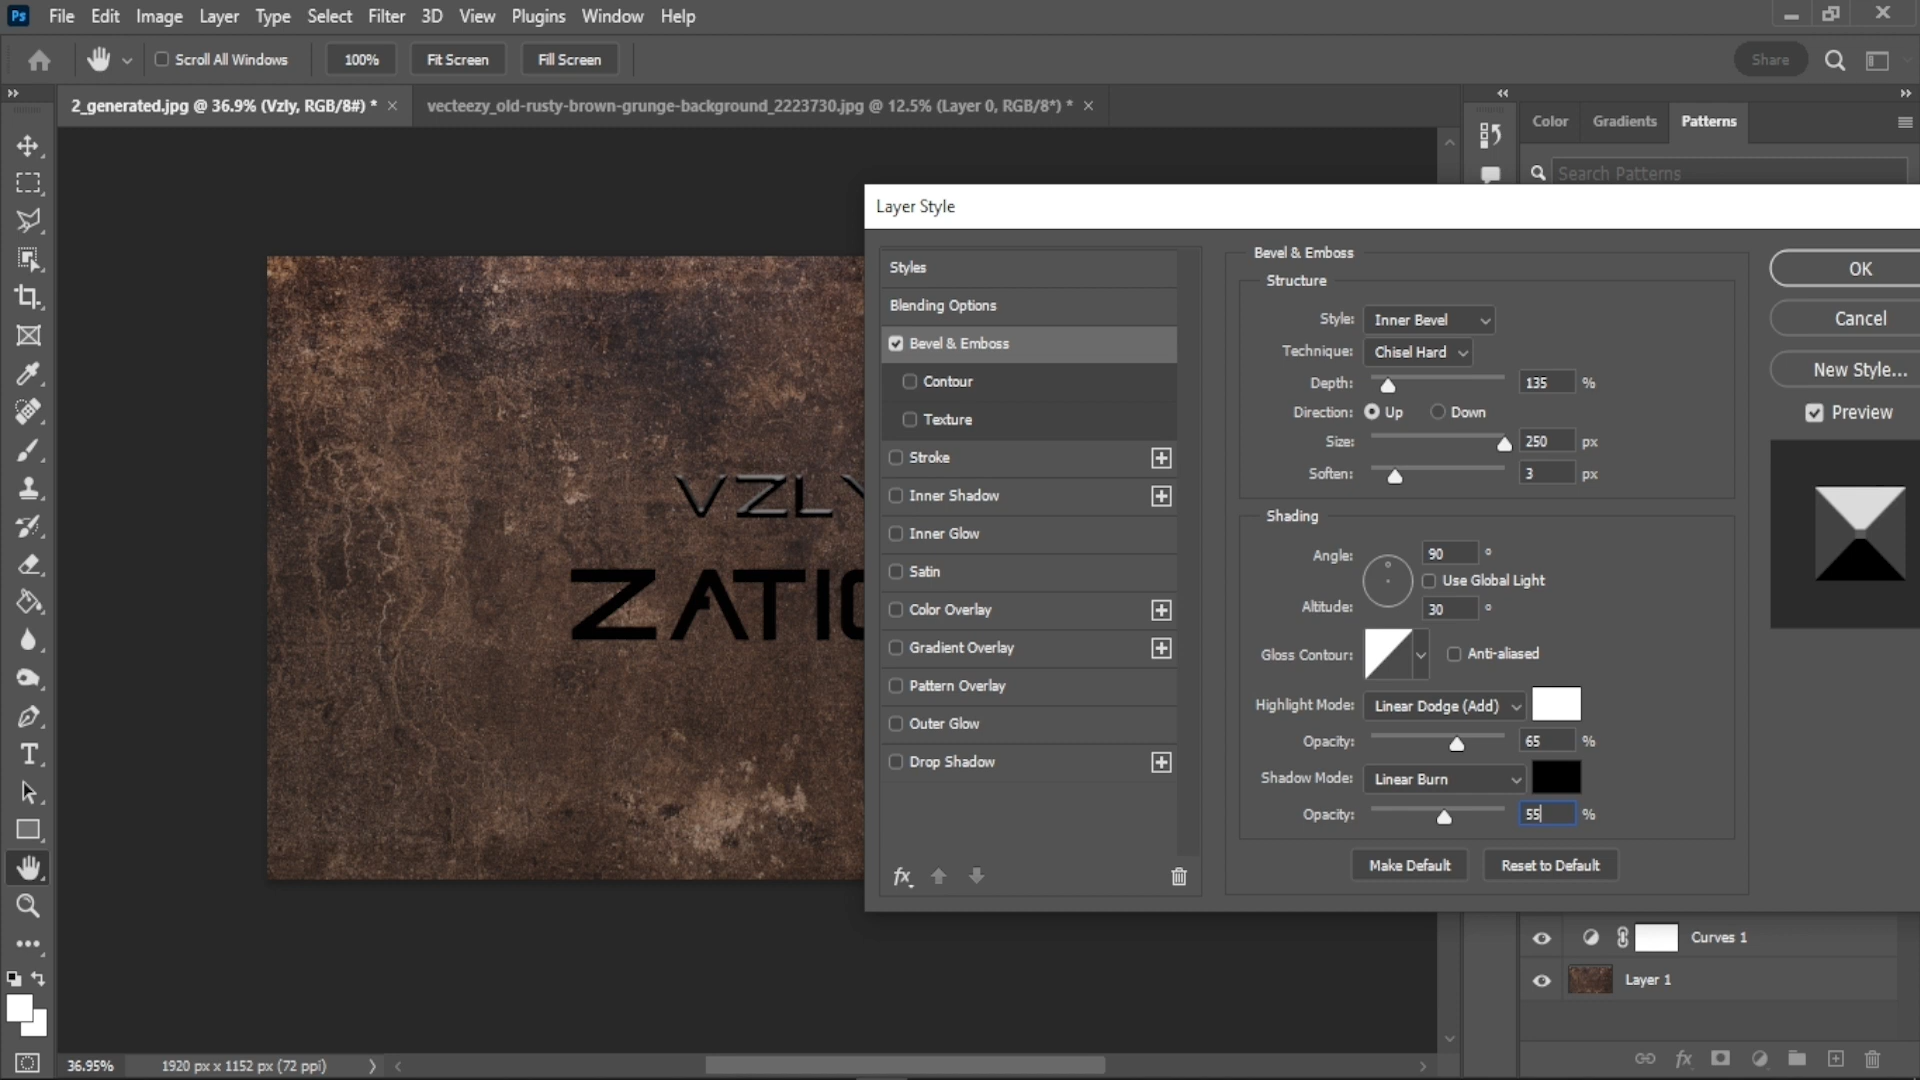 Ps File Edit Image Layer Type Select Filter 3D View Plugins Window Help
Scroll All Windows 100% Fit Screen Fill Screen Share
2_generated.jpg @ 36.9% (Vzly, RGB/8#) * × vecteezy_old-rusty-brown-grunge-background_2223730.jpg @ 12.5% (Layer 0, RGB/8*) * ×
Color Gradients Patterns
Search Patterns
Layer Style
Styles
Blending Options
Bevel & Emboss
Contour
Texture
Stroke
Inner Shadow
Inner Glow
Satin
Color Overlay
Gradient Overlay
Pattern Overlay
Outer Glow
Drop Shadow
fx
Bevel & Emboss
Structure
Style: Inner Bevel
Technique: Chisel Hard
Depth: 135 %
Direction: Up Down
Size: 250 px
Soften: 3 px
Shading
Angle: 90 °
Use Global Light
Altitude: 30 °
Gloss Contour: Anti-aliased
Highlight Mode: Linear Dodge (Add)
Opacity: 65 %
Shadow Mode: Linear Burn
Opacity: 55 %
Make Default Reset to Default
OK
Cancel
New Style...
Preview
VZLY
ZATIO
Curves 1
Layer 1
fx
36.95% 1920 px x 1152 px (72 ppi)